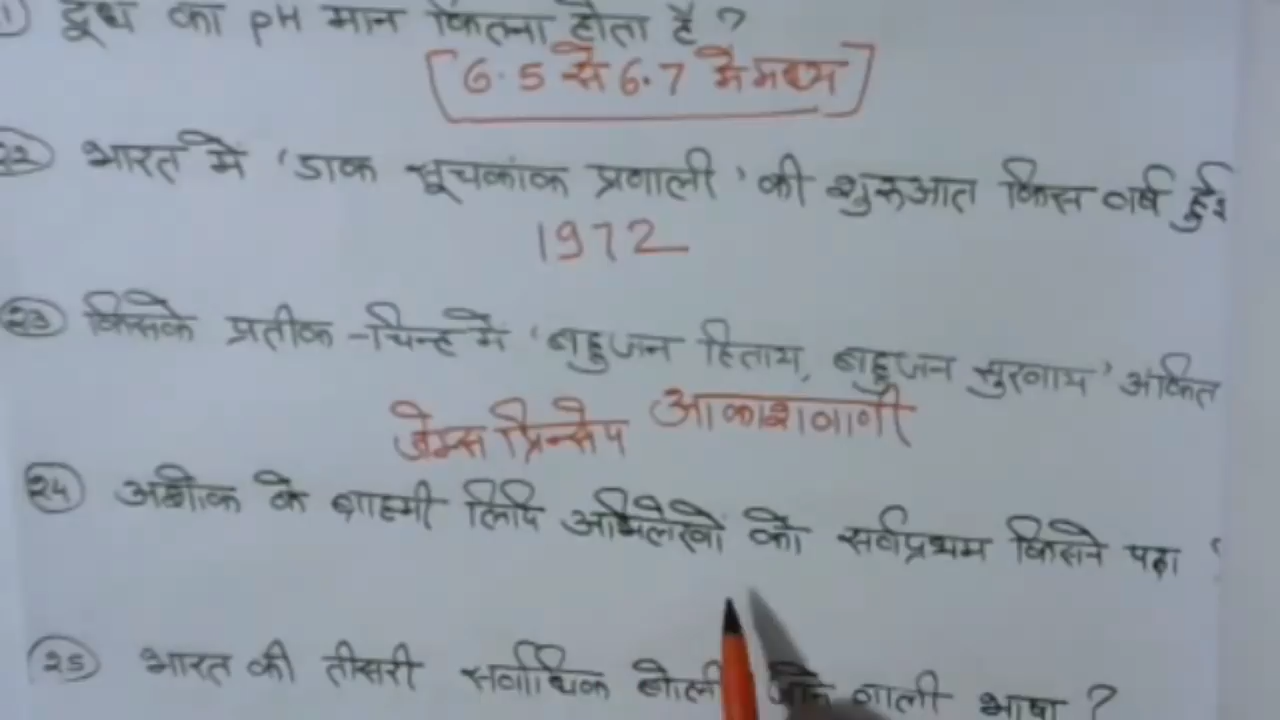 1) दूध का pH मान कितना होता है ?
[6.5 से 6.7 के मध्य]
22 भारत मे 'डाक सूचकांक प्रणाली' की शुरुआत किस वर्ष हुई
1972
23 किसके प्रतीक-चिन्ह मे 'बहुजन हिताय, बहुजन सुखाय' अंकित
जेम्स प्रिन्सेप आकाशवाणी
24 अशोक के ब्राह्मी लिपि अभिलेखो को सर्वप्रथम किसने पढ़ा
25 भारत की तीसरी सर्वाधिक बोली जाने वाली भाषा ?